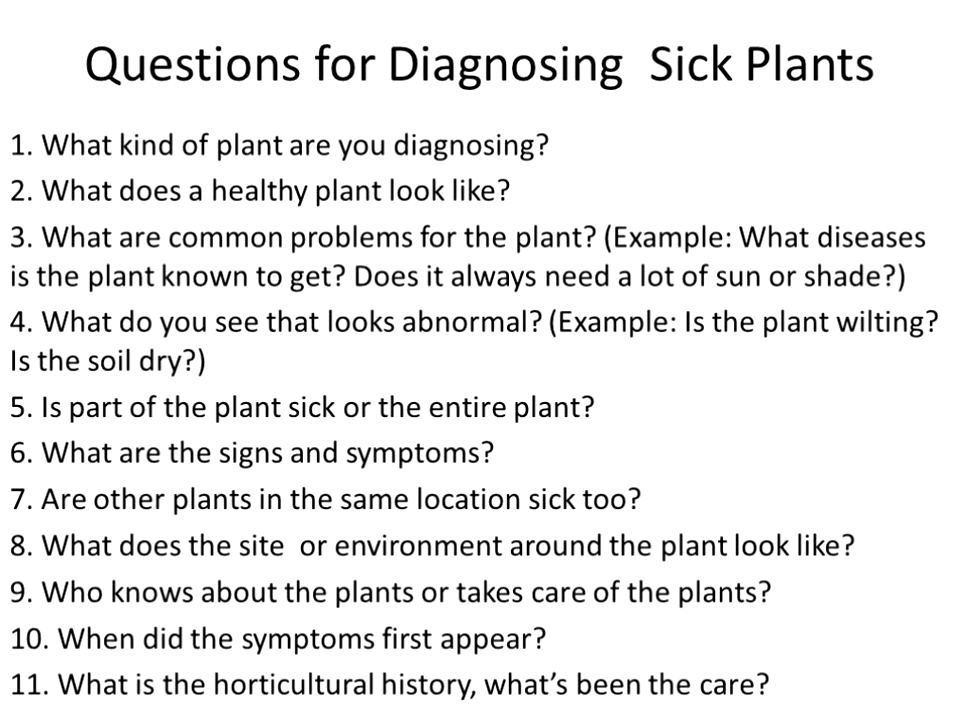 Questions for Diagnosing  Sick Plants
1. What kind of plant are you diagnosing?
2. What does a healthy plant look like?
3. What are common problems for the plant? (Example: What diseases
is the plant known to get? Does it always need a lot of sun or shade?)
4. What do you see that looks abnormal? (Example: Is the plant wilting?
Is the soil dry?)
5. Is part of the plant sick or the entire plant?
6. What are the signs and symptoms?
7. Are other plants in the same location sick too?
8. What does the site  or environment around the plant look like?
9. Who knows about the plants or takes care of the plants?
10. When did the symptoms first appear?
11. What is the horticultural history, what’s been the care?